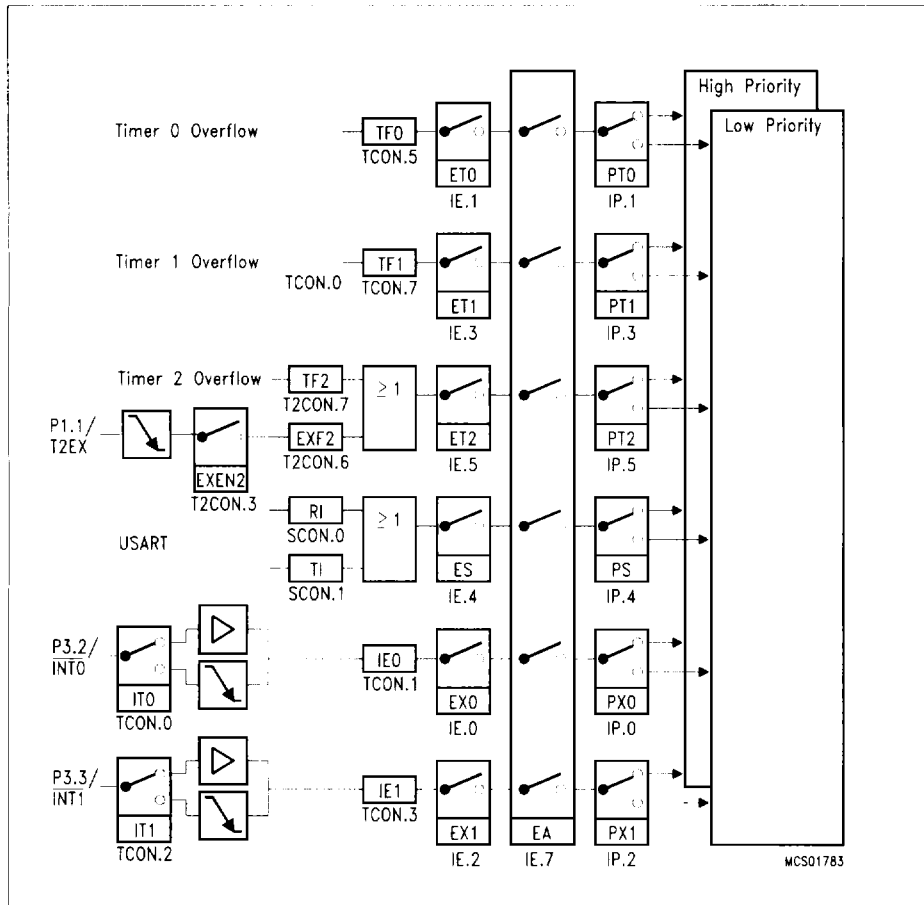 High Priority
Low Priority
Timer 0 Overflow
TF0
TCON.5
ET0
IE.1
PT0
IP.1
Timer 1 Overflow
TCON.0
TF1
TCON.7
ET1
IE.3
PT1
IP.3
Timer 2 Overflow
TF2
T2CON.7
≥1
ET2
IE.5
PT2
IP.5
P1.1/
T2EX
EXEN2
T2CON.3
EXF2
T2CON.6
USART
RI
SCON.0
≥1
TI
SCON.1
ES
IE.4
PS
IP.4
P3.2/
INT0
IT0
TCON.0
IE0
TCON.1
EX0
IE.0
PX0
IP.0
P3.3/
INT1
IT1
TCON.2
IE1
TCON.3
EX1
IE.2
EA
IE.7
PX1
IP.2
MCS01783